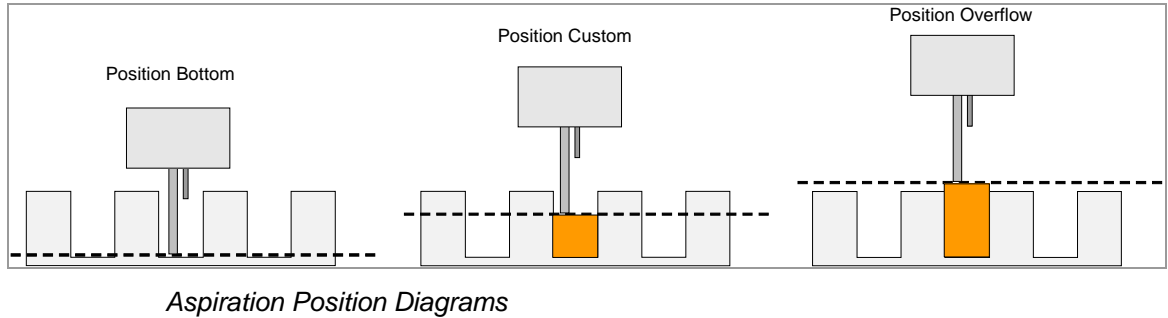 Position Bottom
Position Custom
Position Overflow
Aspiration Position Diagrams